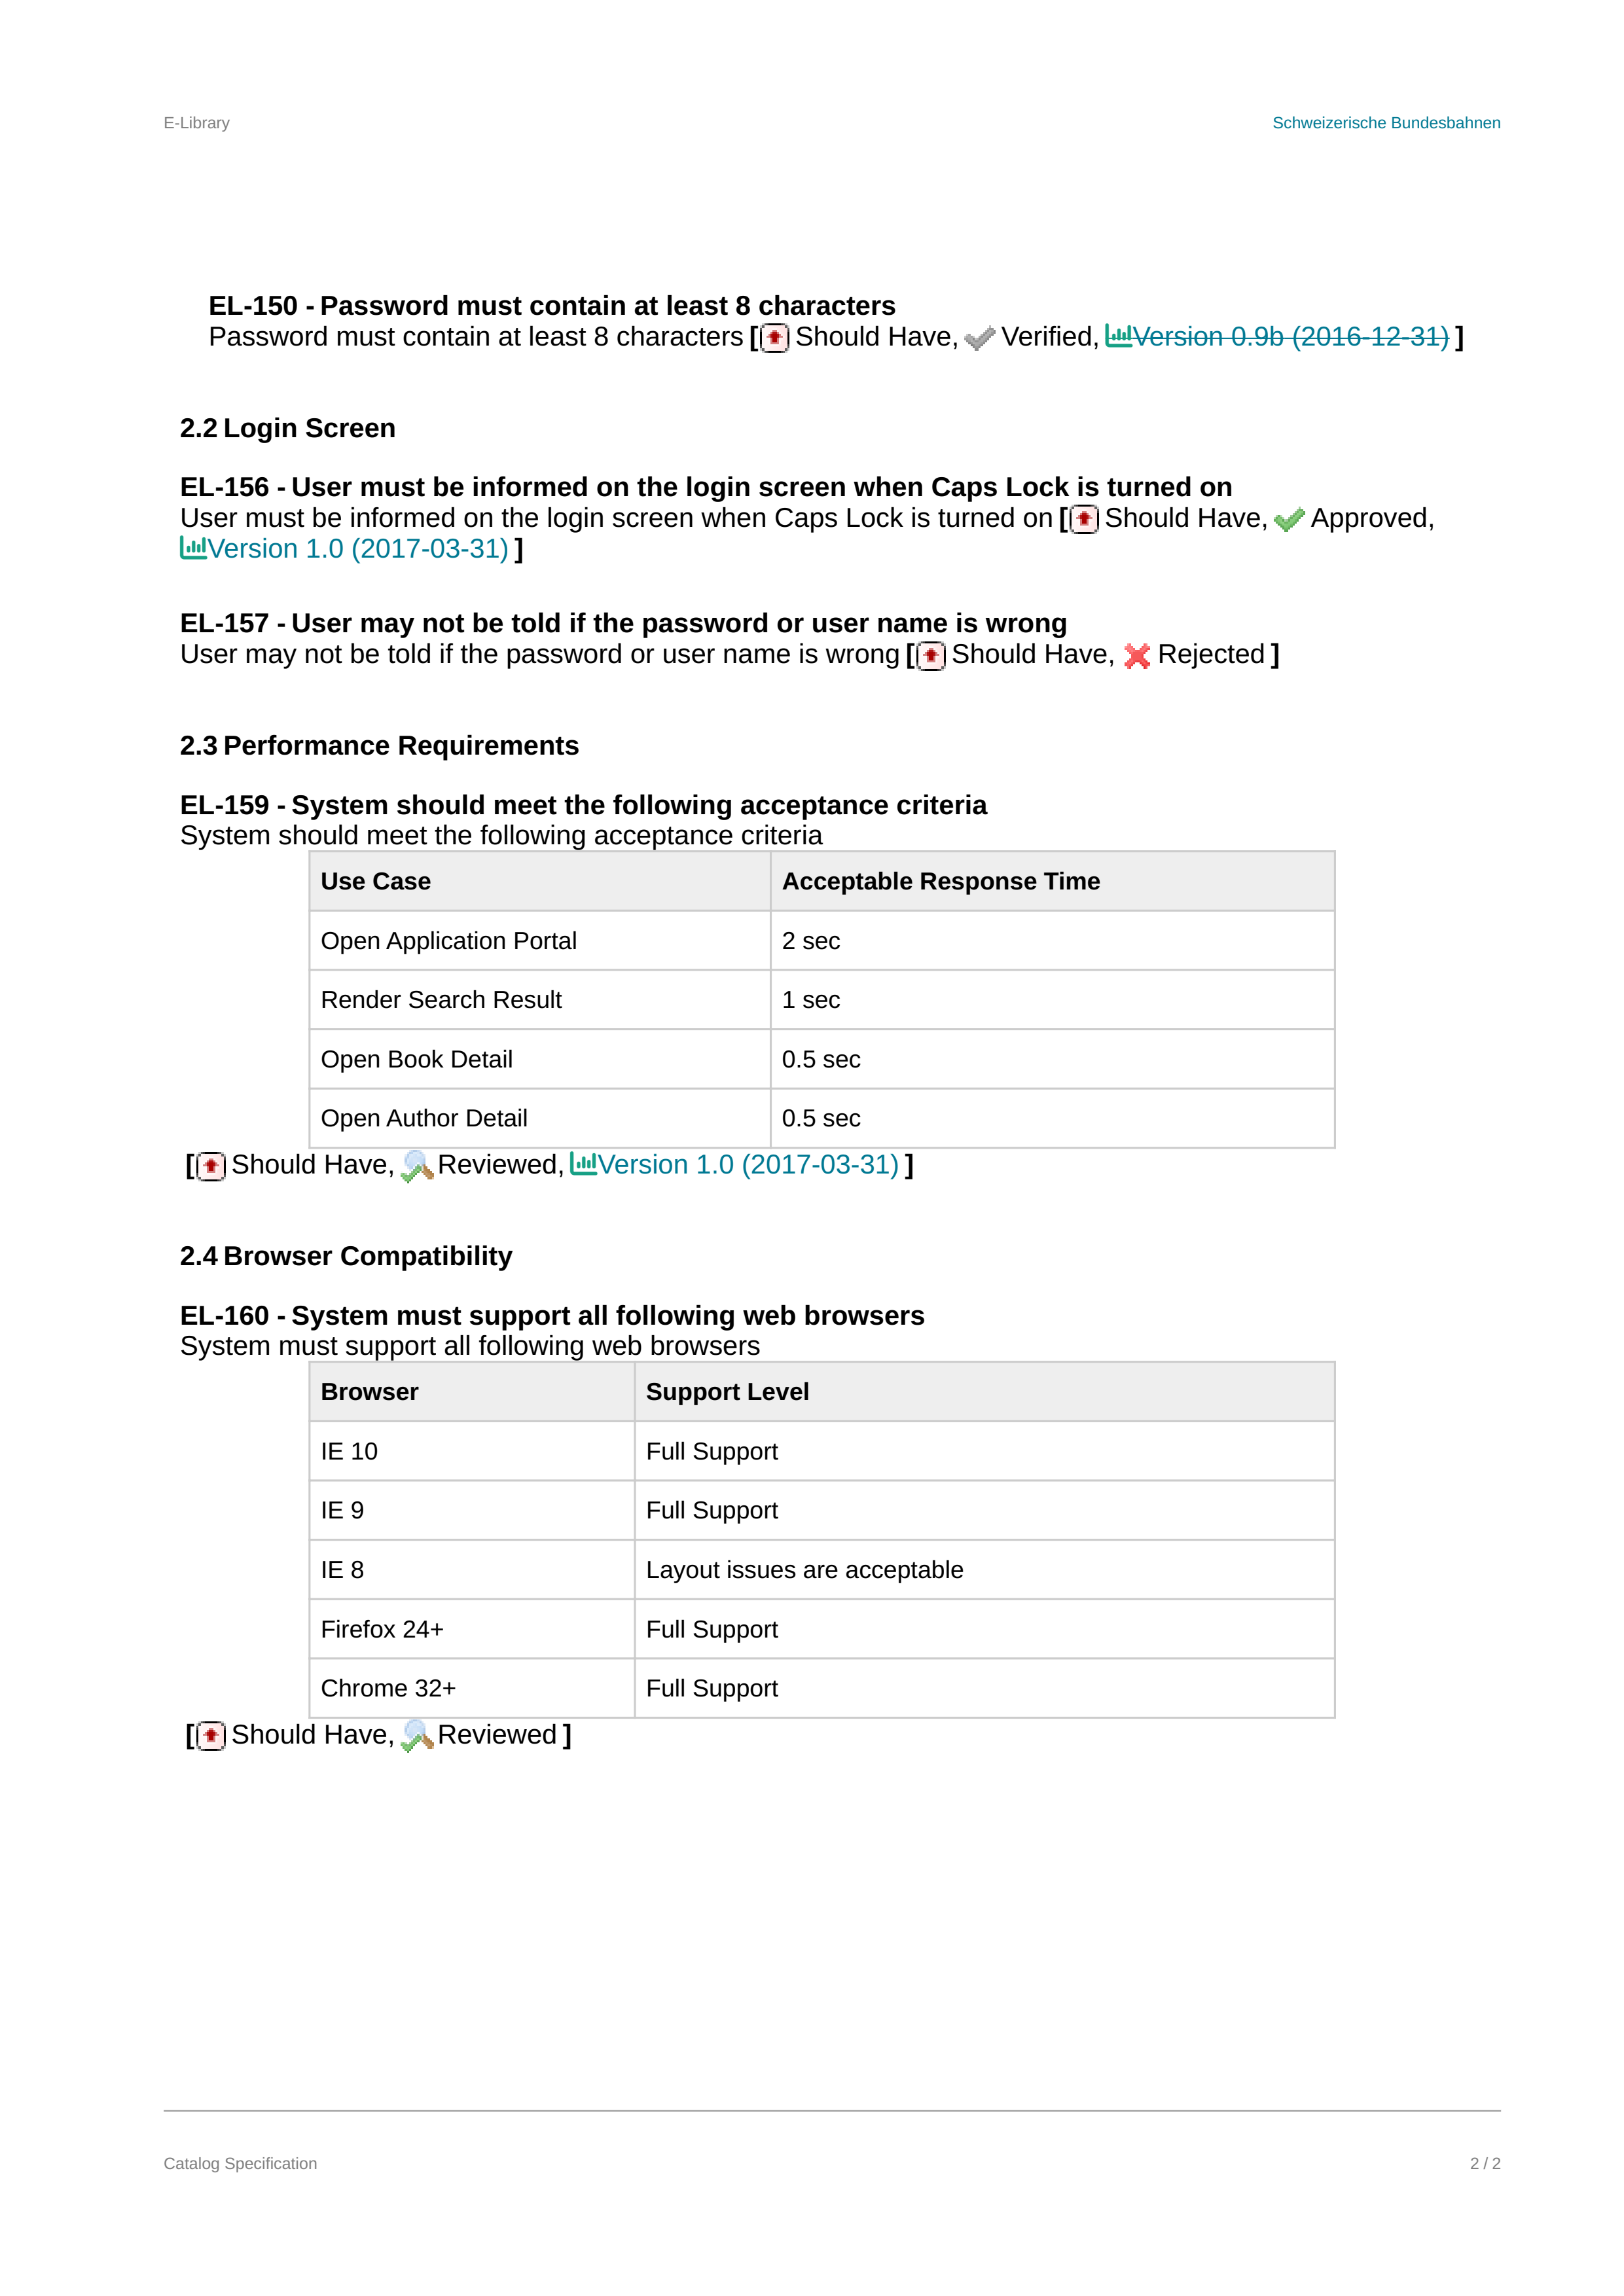 E-Library
Schweizerische Bundesbahnen
EL-150 - Password must contain at least 8 characters
Password must contain at least 8 characters [ Should Have, Verified, Version 0.9b (2016-12-31) ]
2.2 Login Screen
EL-156 - User must be informed on the login screen when Caps Lock is turned on
User must be informed on the login screen when Caps Lock is turned on [ Should Have, Approved,
Version 1.0 (2017-03-31) ]
EL-157 - User may not be told if the password or user name is wrong
User may not be told if the password or user name is wrong [ Should Have, Rejected ]
2.3 Performance Requirements
EL-159 - System should meet the following acceptance criteria
System should meet the following acceptance criteria
Use Case Acceptable Response Time
Open Application Portal 2 sec
Render Search Result 1 sec
Open Book Detail 0.5 sec
Open Author Detail 0.5 sec
[ Should Have, Reviewed, Version 1.0 (2017-03-31) ]
2.4 Browser Compatibility
EL-160 - System must support all following web browsers
System must support all following web browsers
Browser Support Level
IE 10 Full Support
IE 9 Full Support
IE 8 Layout issues are acceptable
Firefox 24+ Full Support
Chrome 32+ Full Support
[ Should Have, Reviewed ]
Catalog Specification
2 / 2